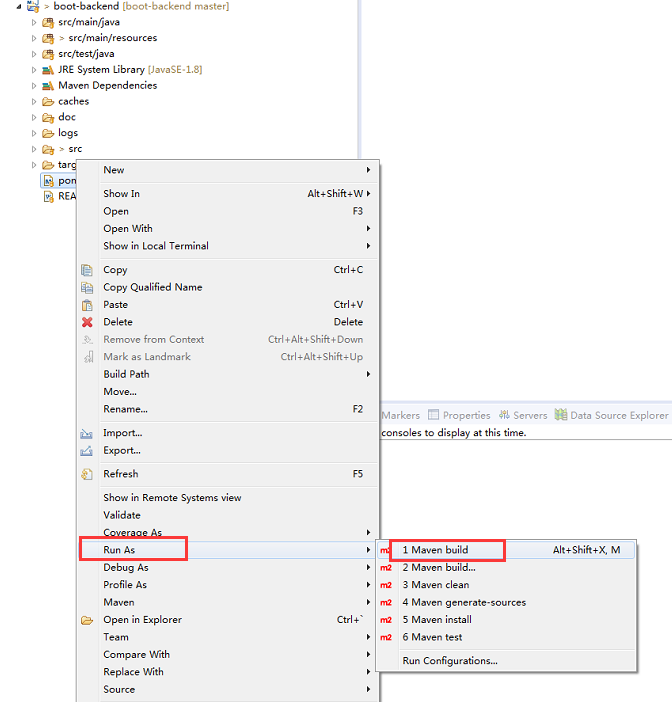 > boot-backend [boot-backend master]
src/main/java
> src/main/resources
src/test/java
JRE System Library [JavaSE-1.8]
Maven Dependencies
caches
doc
logs
> src
targ
pon
REA
New
Show In Alt+Shift+W
Open F3
Open With
Show in Local Terminal
Copy Ctrl+C
Copy Qualified Name
Paste Ctrl+V
Delete Delete
Remove from Context Ctrl+Alt+Shift+Down
Mark as Landmark Ctrl+Alt+Shift+Up
Build Path
Move...
Rename... F2
Import...
Export...
Refresh F5
Show in Remote Systems view
Validate
Coverage As
Run As
Debug As
Profile As
Maven
Open in Explorer Ctrl+`
Team
Compare With
Replace With
Source
Markers Properties Servers Data Source Explorer
consoles to display at this time.
m2 1 Maven build Alt+Shift+X, M
m2 2 Maven build...
m2 3 Maven clean
m2 4 Maven generate-sources
m2 5 Maven install
m2 6 Maven test
Run Configurations...